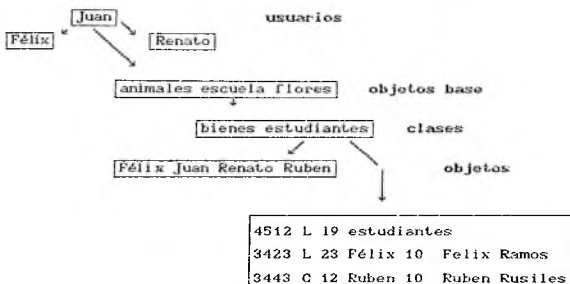 Juan usuarios
Félix Renato
animales escuela flores objetos base
bienes estudiantes clases
Félix Juan Renato Ruben objetos
4512 L 19 estudiantes
3423 L 23 Félix 10 Felix Ramos
3443 C 12 Ruben 10 Ruben Rusiles